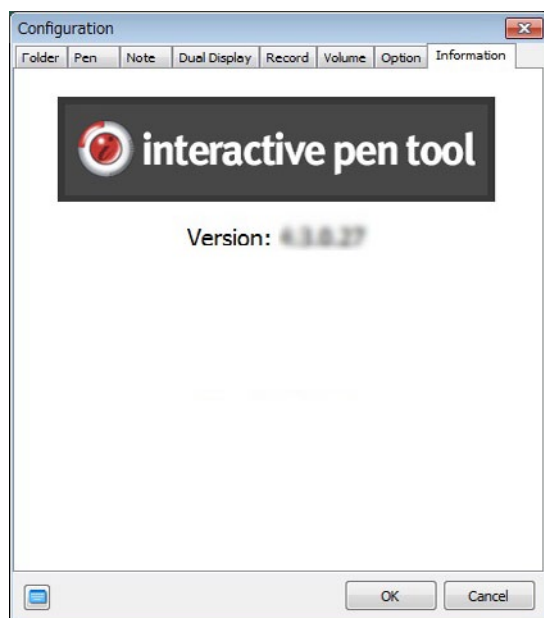 Configuration
Folder Pen Note Dual Display Record Volume Option Information
interactive pen tool
Version:
OK Cancel